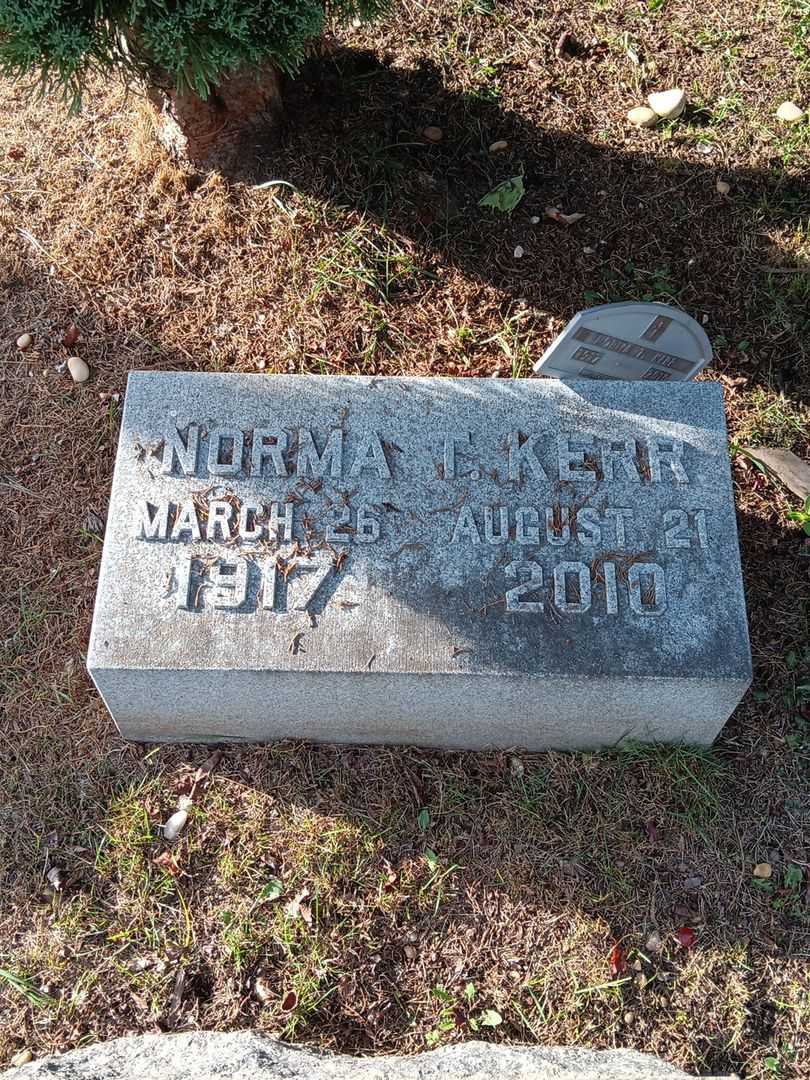 NORMA T. KERR
MARCH 26 AUGUST 21
1917 2010